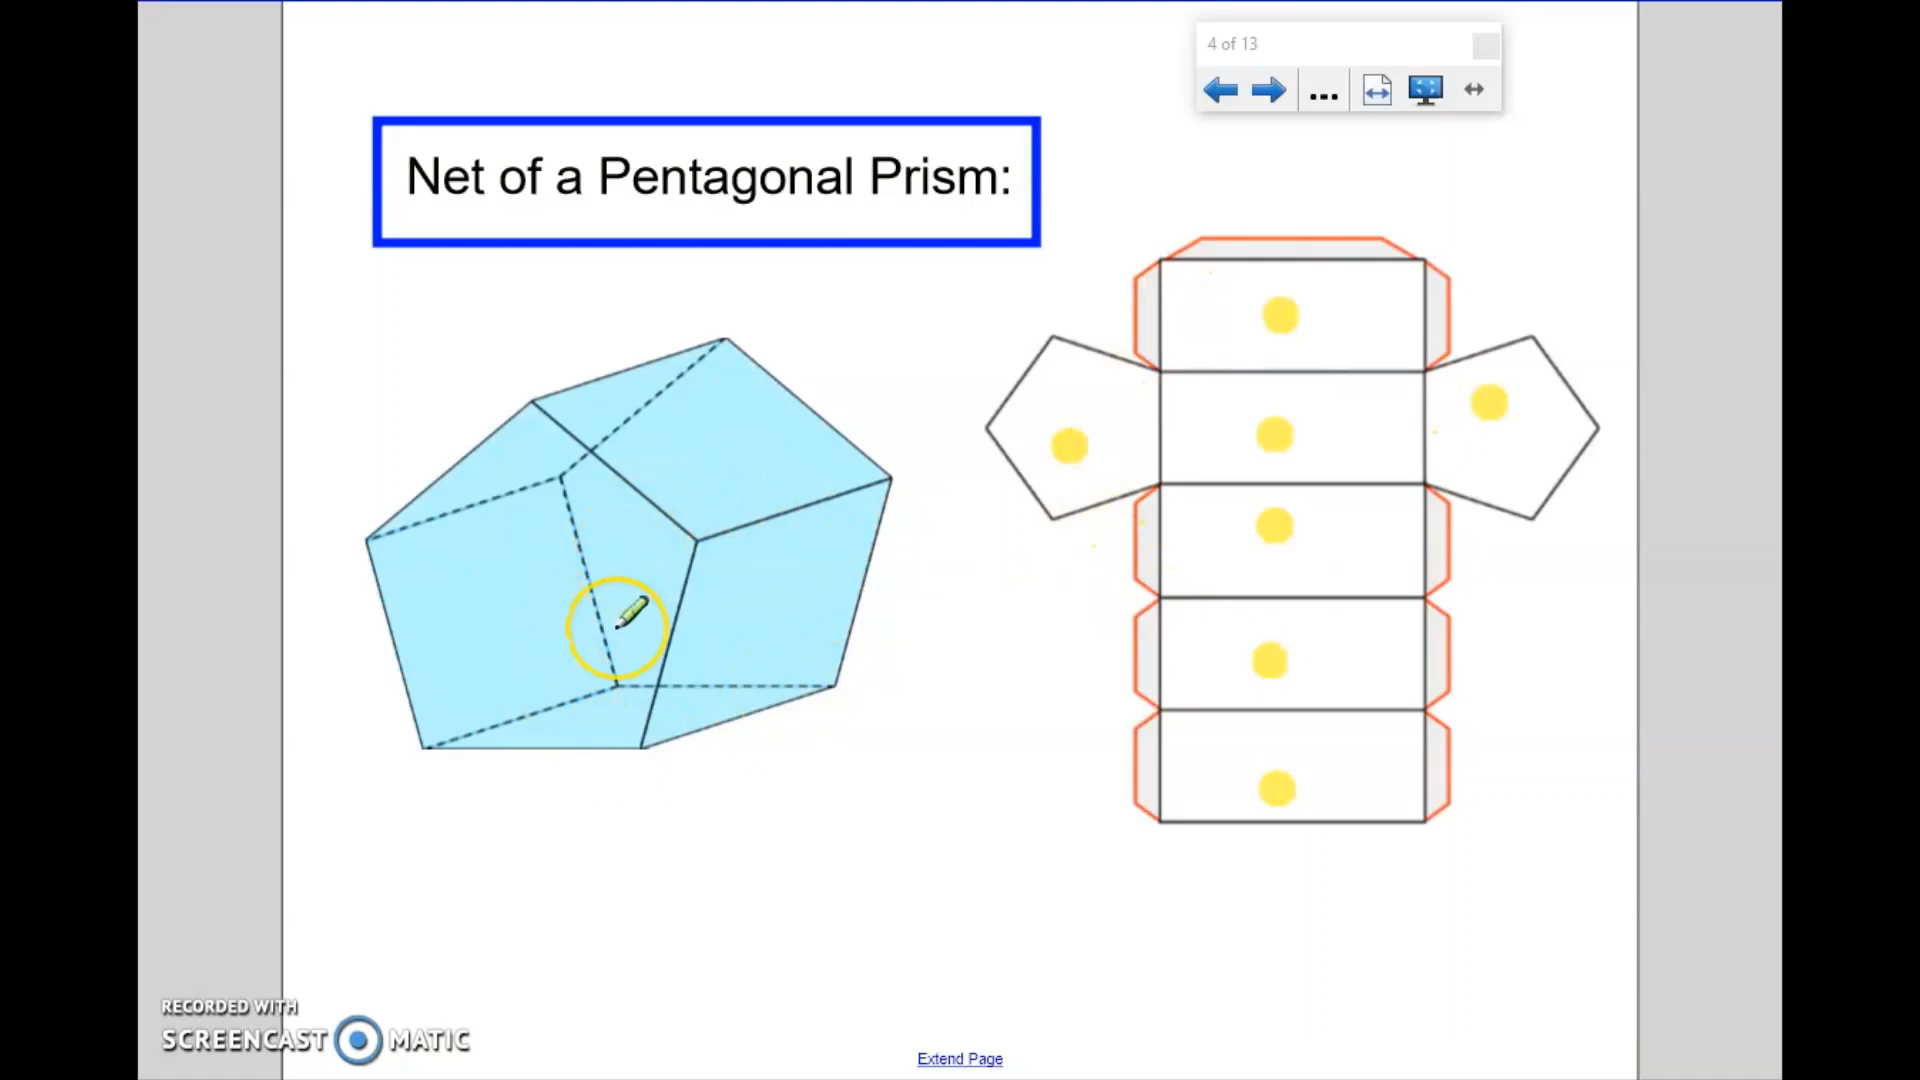 4 of 13
...
Net of a Pentagonal Prism:
RECORDED WITH
SCREENCAST MATIC
Extend Page